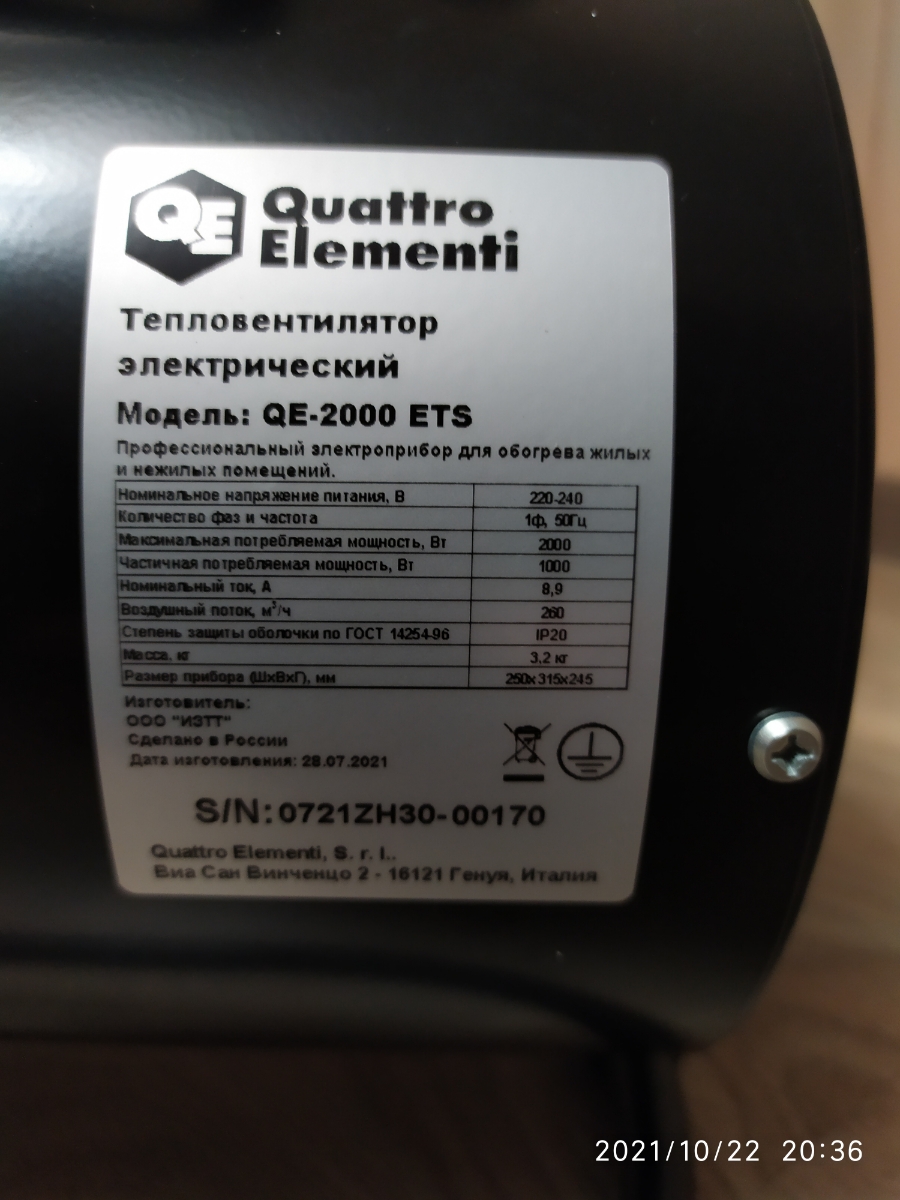 QE Quattro
Elementi
Тепловентилятор
электрический
Модель: QE-2000 ETS
Профессиональный электроприбор для обогрева жилых
и нежилых помещений.
Номинальное напряжение питания, В 220-240
Количество фаз и частота 1ф, 50Гц
Максимальная потребляемая мощность, Вт 2000
Частичная потребляемая мощность, Вт 1000
Номинальный ток, А 8,9
Воздушный поток, м³/ч 260
Степень защиты оболочки по ГОСТ 14254-96 IP20
Масса, кг 3,2 кг
Размер прибора (ШхВхГ), мм 250х315х245
Изготовитель:
ООО "ИЗТТ"
Сделано в России
Дата изготовления: 28.07.2021
S/N:0721ZH30-00170
Quattro Elementi, S. r. l..
Виа Сан Винченцо 2 - 16121 Генуя, Италия
2021/10/22 20:36